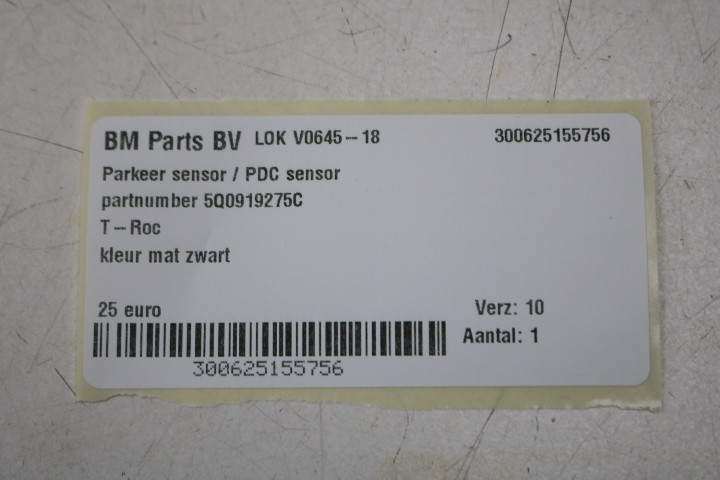 BM Parts BV LOK V0645-18 300625155756
Parkeer sensor / PDC sensor
partnumber 5Q0919275C
T-Roc
kleur mat zwart
25 euro Verz: 10
Aantal: 1
300625155756